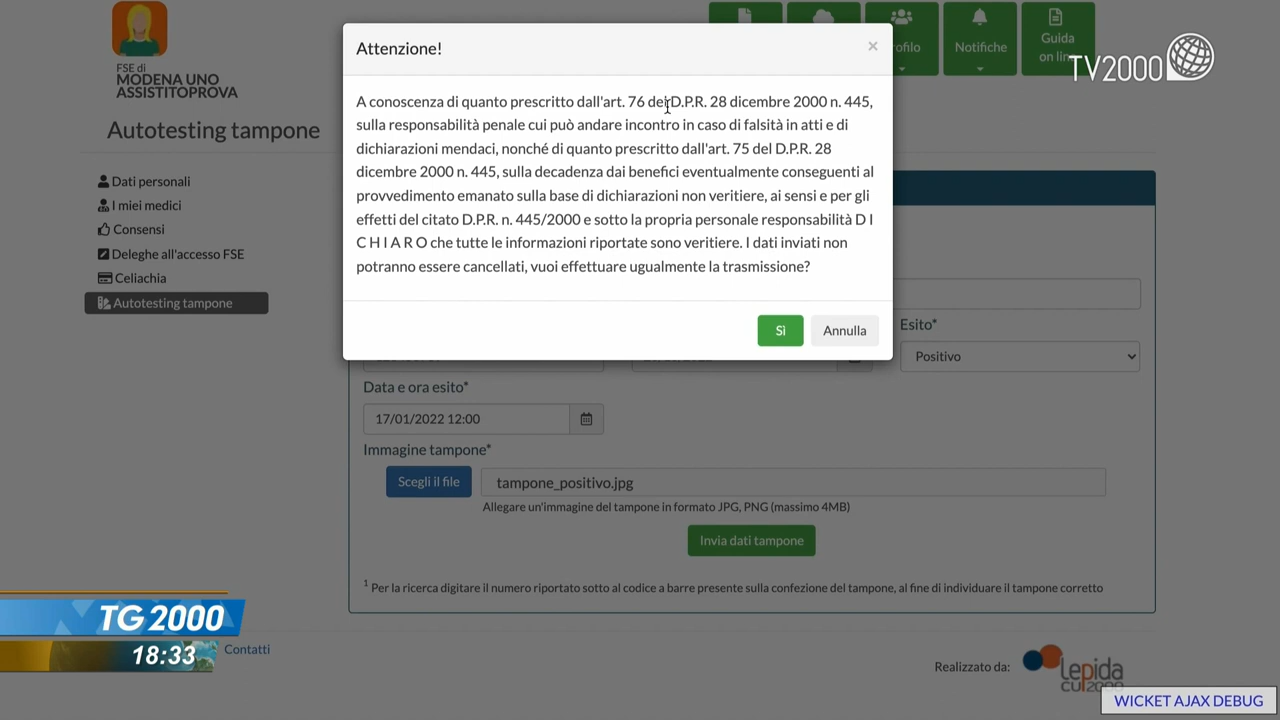 FSE di
MODENA UNO
ASSISTITOPROVA
Autotesting tampone
Dati personali
I miei medici
Consensi
Deleghe all'accesso FSE
Celiachia
Autotesting tampone
Notifiche
Guida
on lin
TV2000
Attenzione!
×
A conoscenza di quanto prescritto dall'art. 76 del D.P.R. 28 dicembre 2000 n. 445,
sulla responsabilità penale cui può andare incontro in caso di falsità in atti e di
dichiarazioni mendaci, nonché di quanto prescritto dall'art. 75 del D.P.R. 28
dicembre 2000 n. 445, sulla decadenza dai benefici eventualmente conseguenti al
provvedimento emanato sulla base di dichiarazioni non veritiere, ai sensi e per gli
effetti del citato D.P.R. n. 445/2000 e sotto la propria personale responsabilità D I
C H I A R O che tutte le informazioni riportate sono veritiere. I dati inviati non
potranno essere cancellati, vuoi effettuare ugualmente la trasmissione?
Sì Annulla
Esito*
Positivo
Data e ora esito*
17/01/2022 12:00
Immagine tampone*
Scegli il file tampone_positivo.jpg
Allegare un'immagine del tampone in formato JPG, PNG (massimo 4MB)
Invia dati tampone
1 Per la ricerca digitare il numero riportato sotto al codice a barre presente sulla confezione del tampone, al fine di individuare il tampone corretto
TG 2000
18:33
Contatti
Realizzato da:
Lepida
CUP2000
WICKET AJAX DEBUG